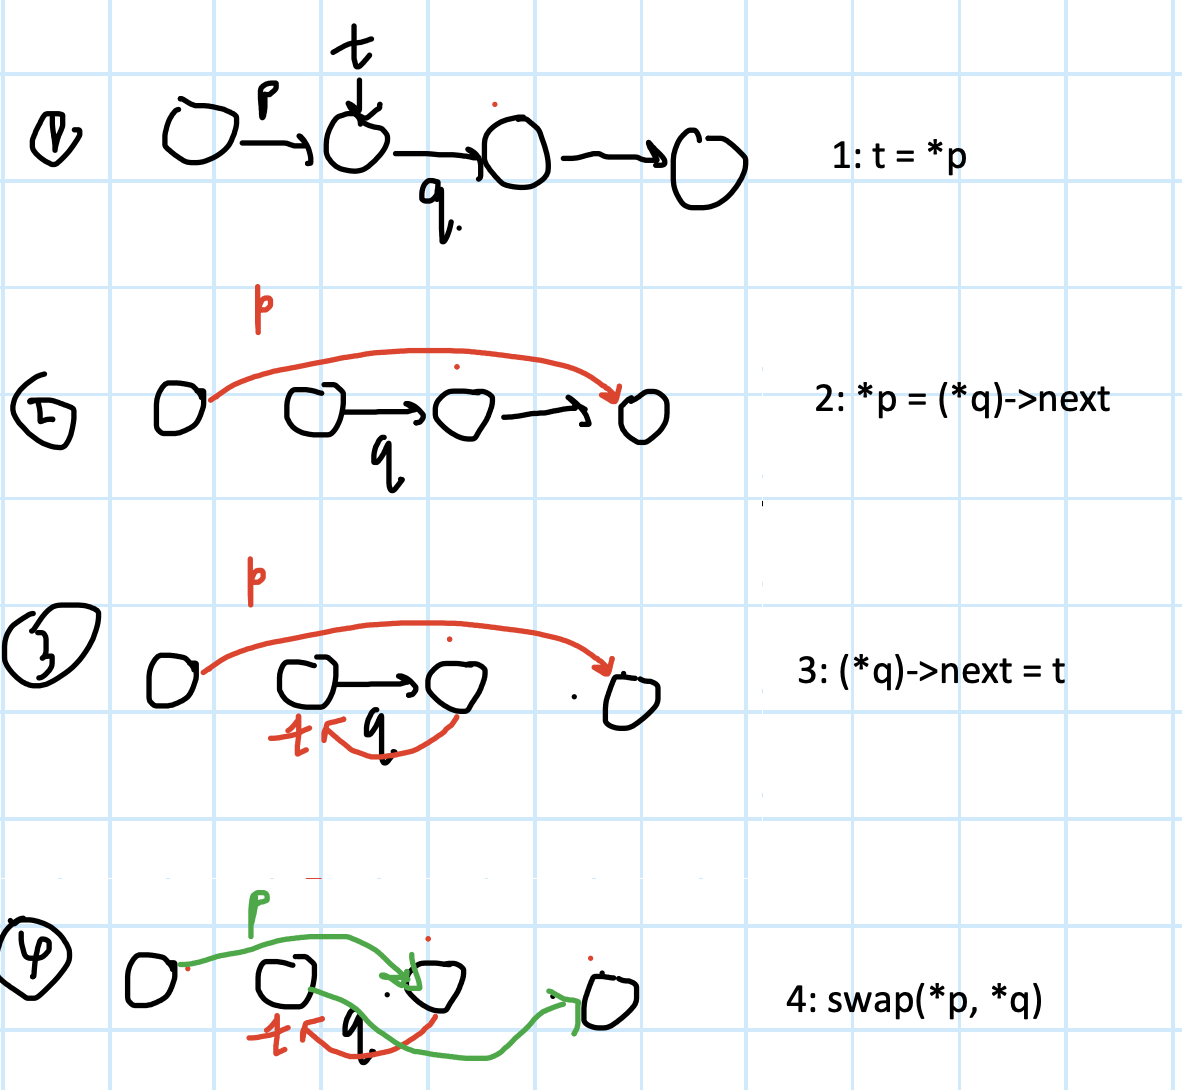 t
①
p
1: t = *p
q
p
②
2: *p = (*q)->next
q
p
③
3: (*q)->next = t
t
q
p
④
4: swap(*p, *q)
t
q